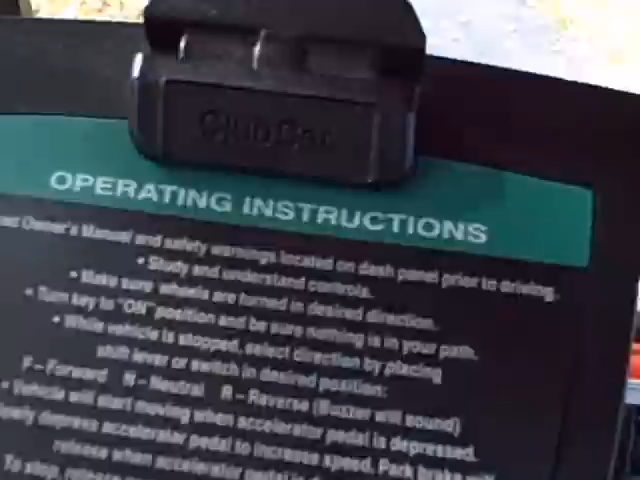 Club Car
OPERATING INSTRUCTIONS
Owner's Manual and safety warnings located on dash panel prior to driving.
• Study and understand controls.
• Make sure wheels are turned in desired direction.
• Turn key to "ON" position and be sure nothing is in your path.
• While vehicle is stopped, select direction by placing
shift lever or switch in desired position:
F - Forward N - Neutral R - Reverse (Buzzer will sound)
• Vehicle will start moving when accelerator pedal is depressed.
depress accelerator pedal to increase speed. Park brake will
release when accelerator pedal is
To stop, release